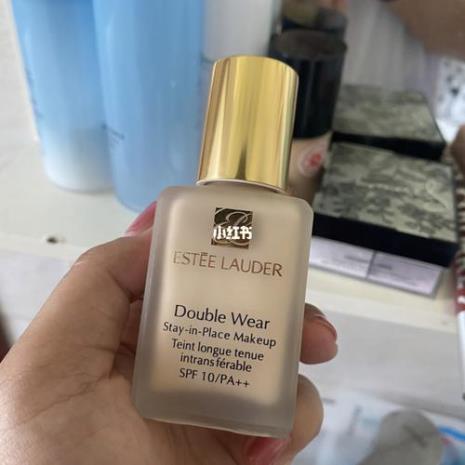 小红书
ESTĒE LAUDER
Double Wear
Stay-in-Place Makeup
Teint longue tenue
intransférable
SPF 10/PA++